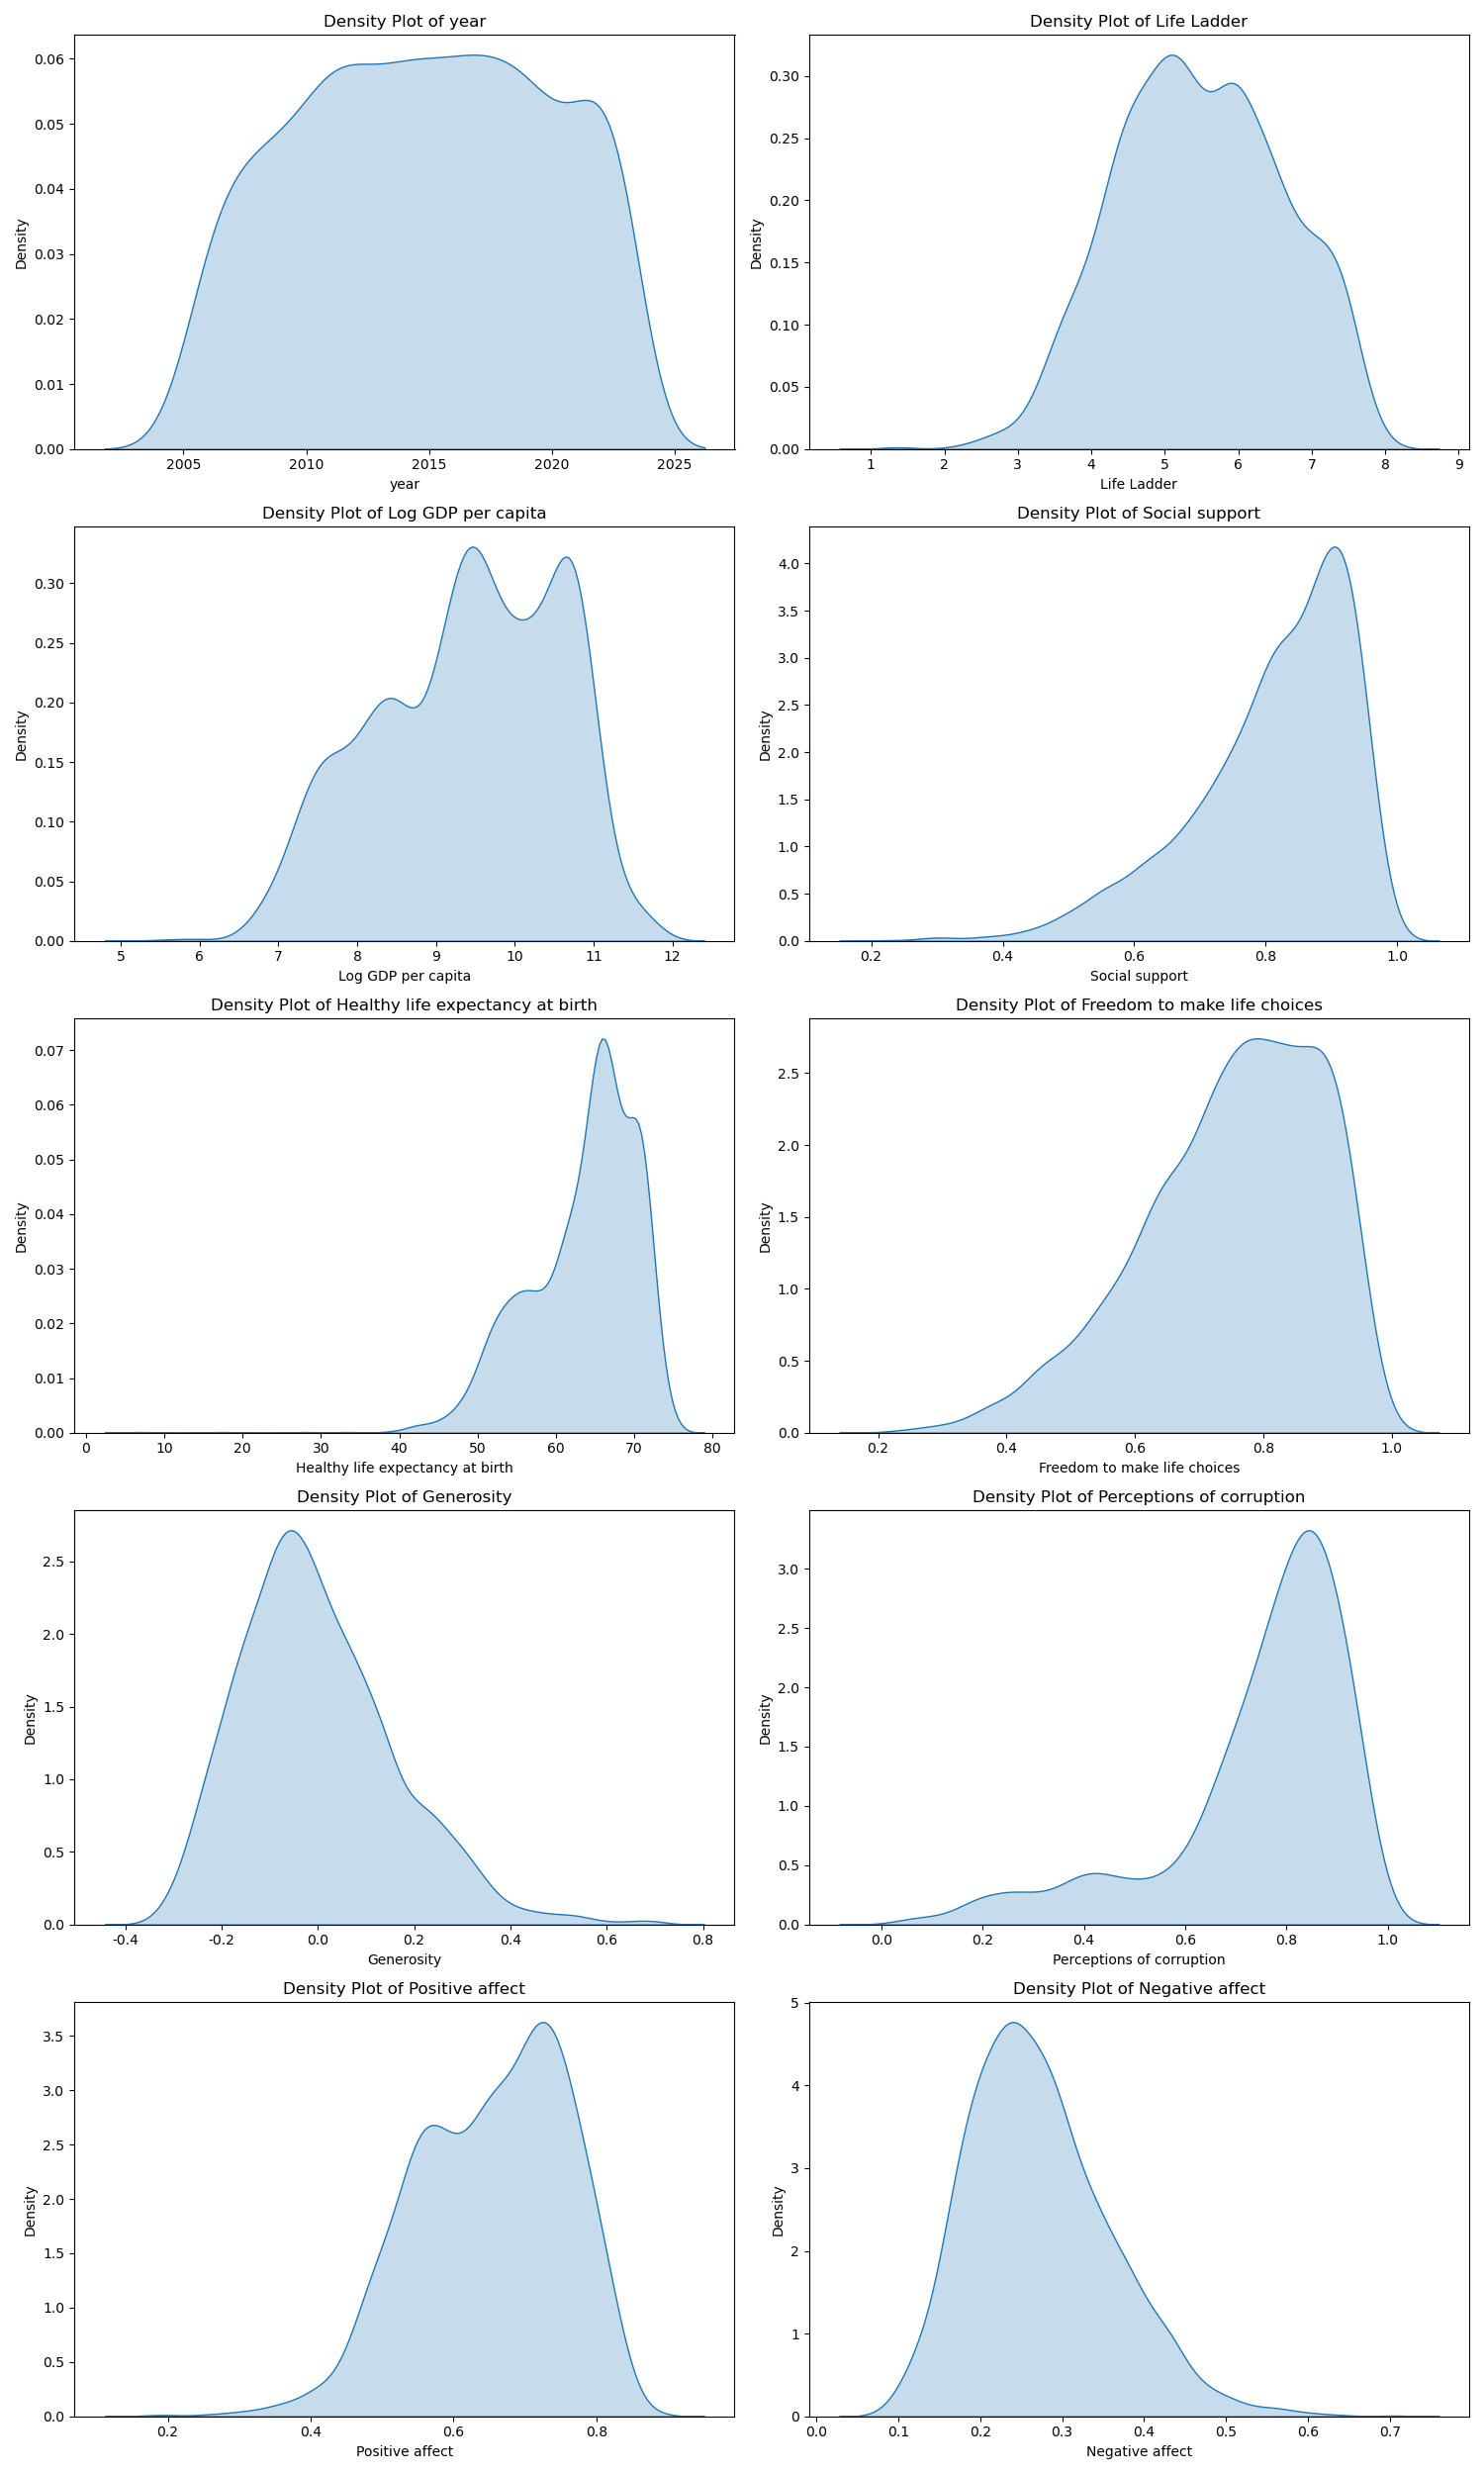 Density Plot of year
Density
0.06
0.05
0.04
0.03
0.02
0.01
0.00
2005 2010 2015 2020 2025
year
Density Plot of Life Ladder
Density
0.30
0.25
0.20
0.15
0.10
0.05
0.00
1 2 3 4 5 6 7 8 9
Life Ladder
Density Plot of Log GDP per capita
Density
0.30
0.25
0.20
0.15
0.10
0.05
0.00
5 6 7 8 9 10 11 12
Log GDP per capita
Density Plot of Social support
Density
4.0
3.5
3.0
2.5
2.0
1.5
1.0
0.5
0.0
0.2 0.4 0.6 0.8 1.0
Social support
Density Plot of Healthy life expectancy at birth
Density
0.07
0.06
0.05
0.04
0.03
0.02
0.01
0.00
0 10 20 30 40 50 60 70 80
Healthy life expectancy at birth
Density Plot of Freedom to make life choices
Density
2.5
2.0
1.5
1.0
0.5
0.0
0.2 0.4 0.6 0.8 1.0
Freedom to make life choices
Density Plot of Generosity
Density
2.5
2.0
1.5
1.0
0.5
0.0
-0.4 -0.2 0.0 0.2 0.4 0.6 0.8
Generosity
Density Plot of Perceptions of corruption
Density
3.0
2.5
2.0
1.5
1.0
0.5
0.0
0.0 0.2 0.4 0.6 0.8 1.0
Perceptions of corruption
Density Plot of Positive affect
Density
3.5
3.0
2.5
2.0
1.5
1.0
0.5
0.0
0.2 0.4 0.6 0.8
Positive affect
Density Plot of Negative affect
Density
5
4
3
2
1
0
0.0 0.1 0.2 0.3 0.4 0.5 0.6 0.7
Negative affect